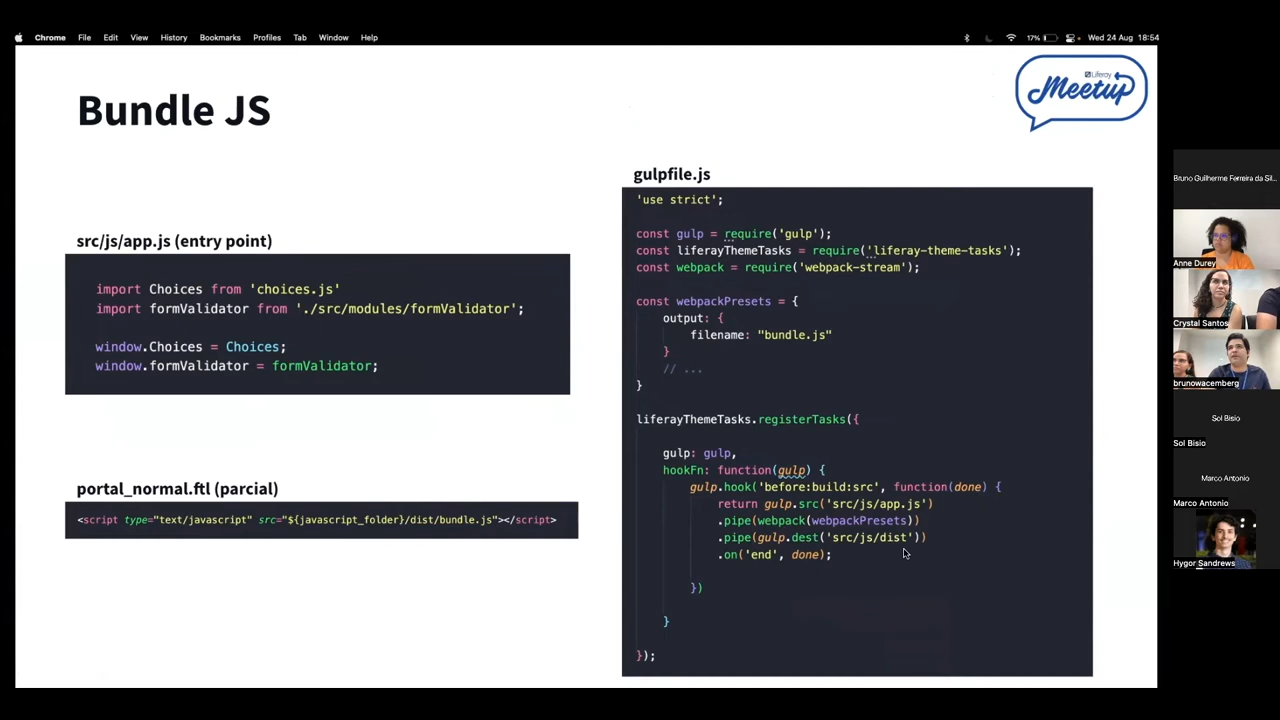 Chrome File Edit View History Bookmarks Profiles Tab Window Help
17% Wed 24 Aug 18:54
Bundle JS
Liferay
Meetup
src/js/app.js (entry point)
import Choices from 'choices.js'
import formValidator from './src/modules/formValidator';
window.Choices = Choices;
window.formValidator = formValidator;
portal_normal.ftl (parcial)
<script type="text/javascript" src="${javascript_folder}/dist/bundle.js"></script>
gulpfile.js
'use strict';
const gulp = require('gulp');
const liferayThemeTasks = require('liferay-theme-tasks');
const webpack = require('webpack-stream');
const webpackPresets = {
output: {
filename: "bundle.js"
}
// ...
}
liferayThemeTasks.registerTasks({
gulp: gulp,
hookFn: function(gulp) {
gulp.hook('before:build:src', function(done) {
return gulp.src('src/js/app.js')
.pipe(webpack(webpackPresets))
.pipe(gulp.dest('src/js/dist'))
.on('end', done);
})
}
});
Bruno Guilherme Ferreira da Sil...
Anne Durey
Crystal Santos
brunowacemberg
Sol Bisio
Sol Bisio
Marco Antonio
Marco Antonio
Hygor Sandrews